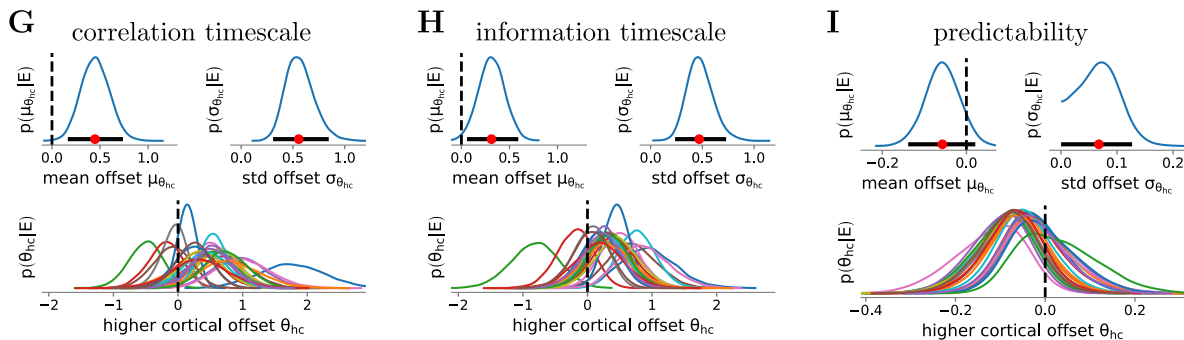 G correlation timescale
p(μθhc|E)
0.0 0.5 1.0
mean offset μθhc
p(σθhc|E)
0.0 0.5 1.0
std offset σθhc
p(θhc|E)
−2 −1 0 1 2
higher cortical offset θhc
H information timescale
p(μθhc|E)
0.0 0.5 1.0
mean offset μθhc
p(σθhc|E)
0.0 0.5 1.0
std offset σθhc
p(θhc|E)
−2 −1 0 1 2
higher cortical offset θhc
I predictability
p(μθhc|E)
−0.2 0.0
mean offset μθhc
p(σθhc|E)
0.0 0.1 0.2
std offset σθhc
p(θhc|E)
−0.4 −0.2 0.0 0.2
higher cortical offset θhc